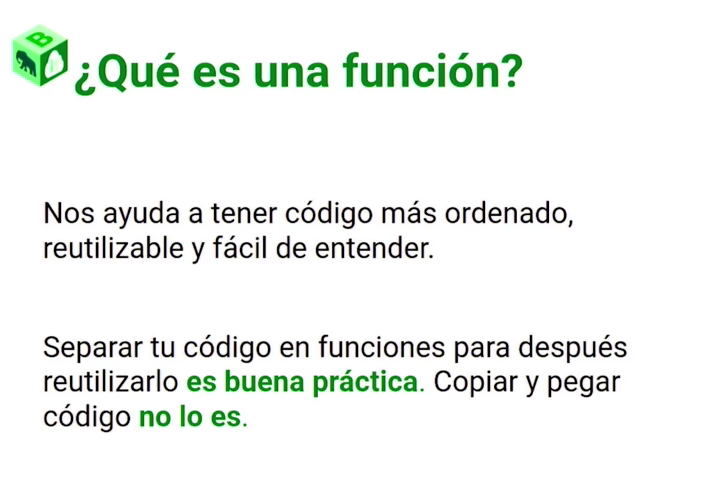 B
¿Qué es una función?
Nos ayuda a tener código más ordenado,
reutilizable y fácil de entender.
Separar tu código en funciones para después
reutilizarlo es buena práctica. Copiar y pegar
código no lo es.